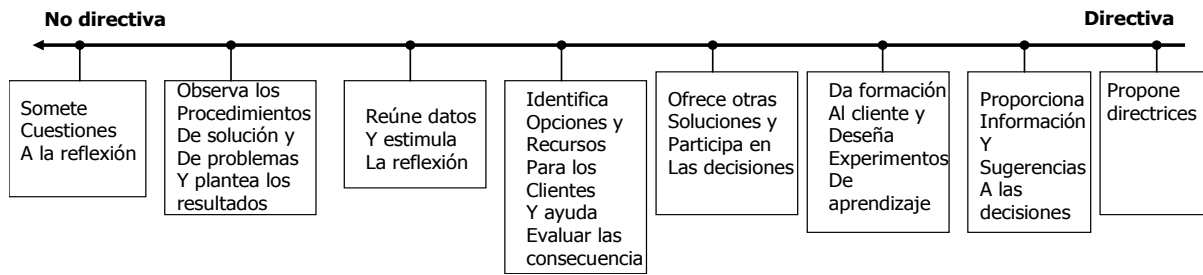 No directiva
Directiva
Somete
Cuestiones
A la reflexión
Observa los
Procedimientos
De solución y
De problemas
Y plantea los
resultados
Reúne datos
Y estimula
La reflexión
Identifica
Opciones y
Recursos
Para los
Clientes
Y ayuda
Evaluar las
consecuencia
Ofrece otras
Soluciones y
Participa en
Las decisiones
Da formación
Al cliente y
Deseña
Experimentos
De
aprendizaje
Proporciona
Información
Y
Sugerencias
A las
decisiones
Propone
directrices